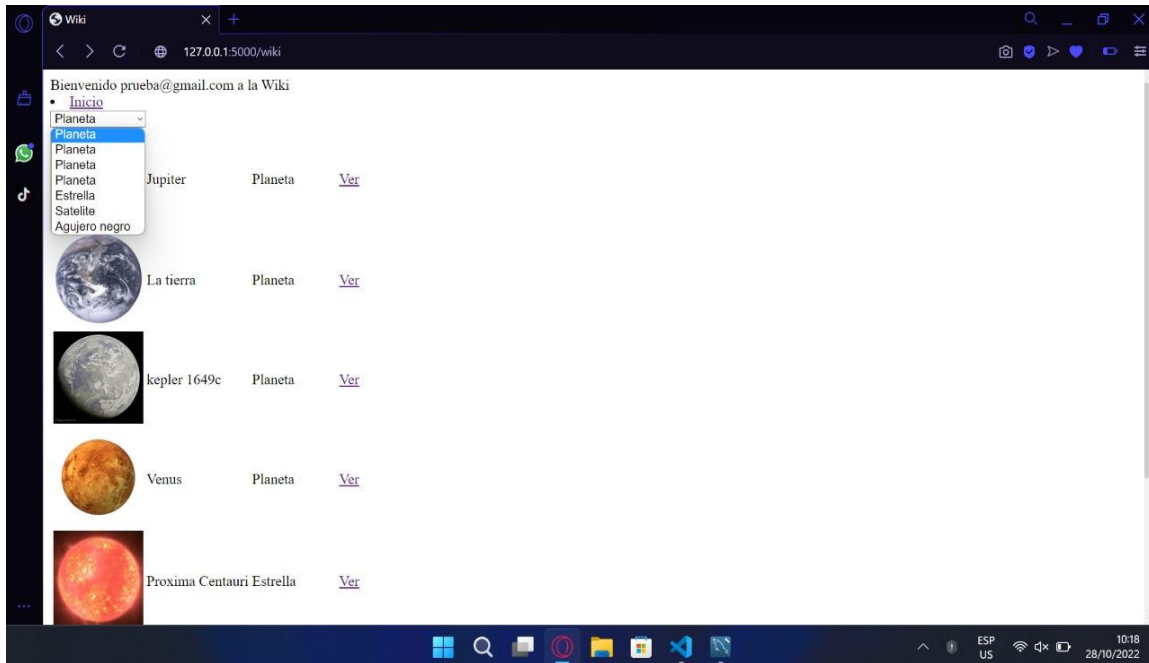 Wiki
127.0.0.1:5000/wiki
Bienvenido prueba@gmail.com a la Wiki
• Inicio
Planeta
Planeta
Planeta
Planeta
Planeta
Estrella
Satelite
Agujero negro
Jupiter Planeta Ver
La tierra Planeta Ver
kepler 1649c Planeta Ver
Venus Planeta Ver
Proxima Centauri Estrella Ver
ESP
US
10:18
28/10/2022